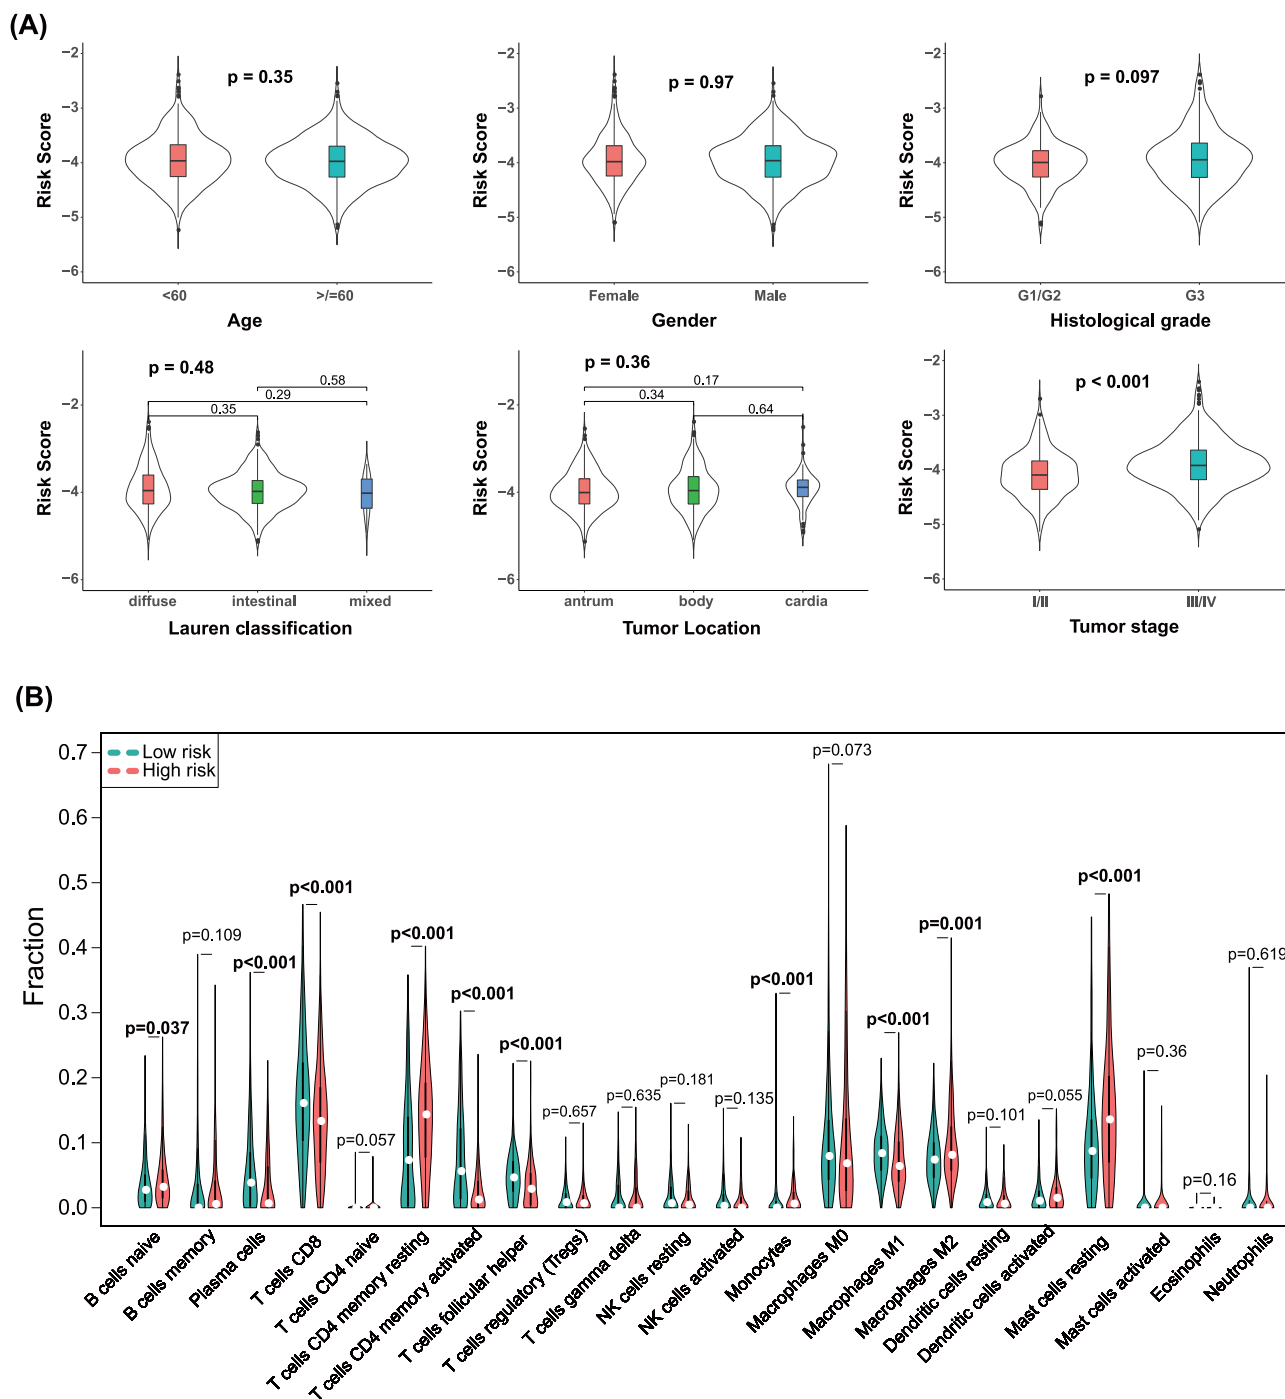 (A)
−2
−3
−4
−5
−6
Risk Score
p = 0.35
<60
>/=60
Age
−2
−3
−4
−5
−6
Risk Score
p = 0.97
Female
Male
Gender
−2
−3
−4
−5
−6
Risk Score
p = 0.097
G1/G2
G3
Histological grade
p = 0.48
0.58
0.29
0.35
−2
−4
−6
Risk Score
diffuse
intestinal
mixed
Lauren classification
p = 0.36
0.17
0.34
0.64
−2
−4
−6
Risk Score
antrum
body
cardia
Tumor Location
−2
−3
−4
−5
−6
Risk Score
p < 0.001
I/II
III/IV
Tumor stage
(B)
Low risk
High risk
Fraction
0.7
0.6
0.5
0.4
0.3
0.2
0.1
0.0
p=0.037
p=0.109
p<0.001
p<0.001
p=0.057
p<0.001
p<0.001
p<0.001
p=0.657
p=0.635
p=0.181
p=0.135
p<0.001
p=0.073
p<0.001
p=0.001
p=0.101
p=0.055
p<0.001
p=0.36
p=0.16
p=0.619
B cells naive
B cells memory
Plasma cells
T cells CD8
T cells CD4 naive
T cells CD4 memory resting
T cells CD4 memory activated
T cells follicular helper
T cells regulatory (Tregs)
T cells gamma delta
NK cells resting
NK cells activated
Monocytes
Macrophages M0
Macrophages M1
Macrophages M2
Dendritic cells resting
Dendritic cells activated
Mast cells resting
Mast cells activated
Eosinophils
Neutrophils